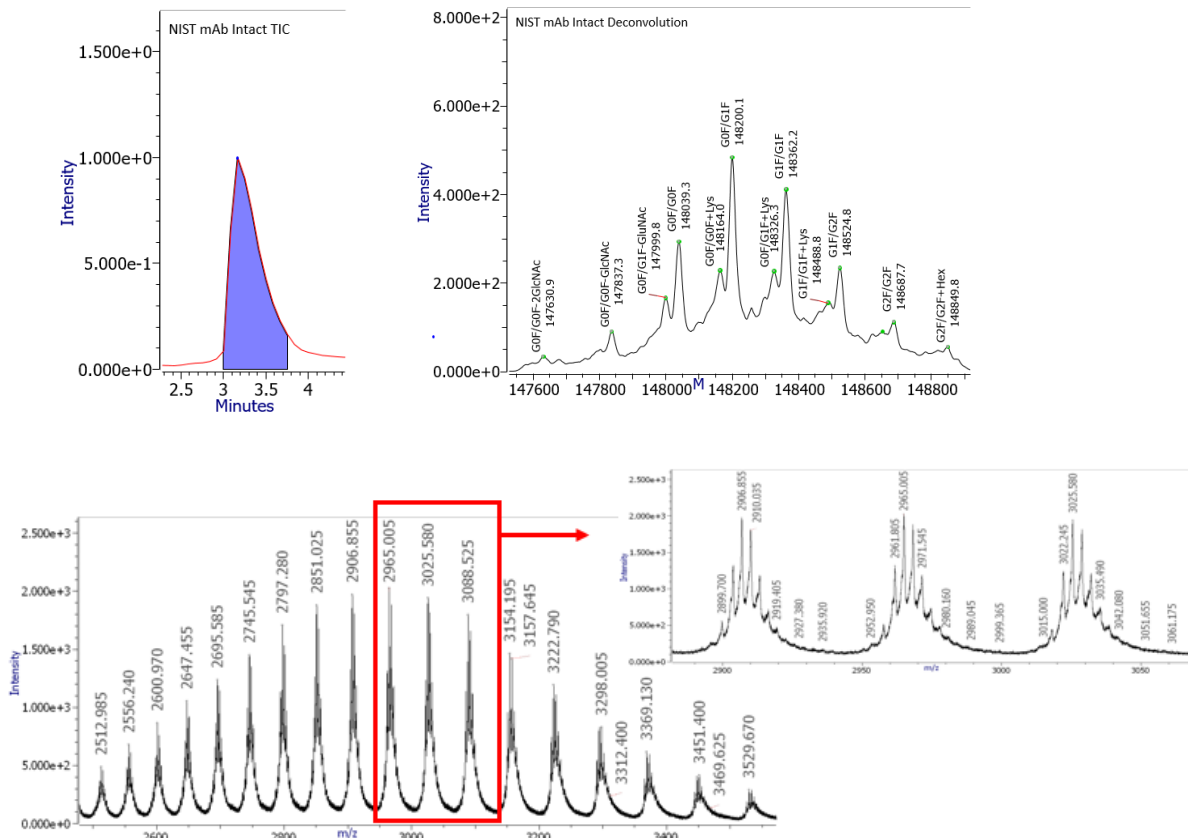 NIST mAb Intact TIC
1.500e+0
1.000e+0
5.000e-1
0.000e+0
Intensity
2.5
3
3.5
4
Minutes
NIST mAb Intact Deconvolution
8.000e+2
6.000e+2
4.000e+2
2.000e+2
0.000e+0
Intensity
G0F/G0F-2GlcNAc
147630.9
G0F/G0F-GlcNAc
147837.3
G0F/G1F-GluNAc
147999.8
G0F/G0F
148039.3
G0F/G0F+Lys
148164.0
G0F/G1F
148200.1
G0F/G1F+Lys
148326.3
G1F/G1F
148362.2
G1F/G1F+Lys
148488.8
G1F/G2F
148524.8
G2F/G2F
148687.7
G2F/G2F+Hex
148849.8
147600
147800
148000
148200
148400
148600
148800
M
2.500e+3
2.000e+3
1.500e+3
1.000e+3
5.000e+2
0.000e+0
Intensity
2512.985
2556.240
2600.970
2647.455
2695.585
2745.545
2797.280
2851.025
2906.855
2965.005
3025.580
3088.525
3154.195
3157.645
3222.790
3298.005
3312.400
3369.130
3451.400
3469.625
3529.670
m/z
2.500e+3
2.000e+3
1.500e+3
1.000e+3
5.000e+2
0.000e+0
Intensity
2899.700
2906.855
2910.035
2919.405
2927.380
2935.920
2952.950
2961.805
2965.005
2971.545
2980.160
2989.045
2999.365
3015.000
3022.245
3025.580
3035.490
3042.080
3051.655
3061.175
2900
2950
3000
3050
m/z